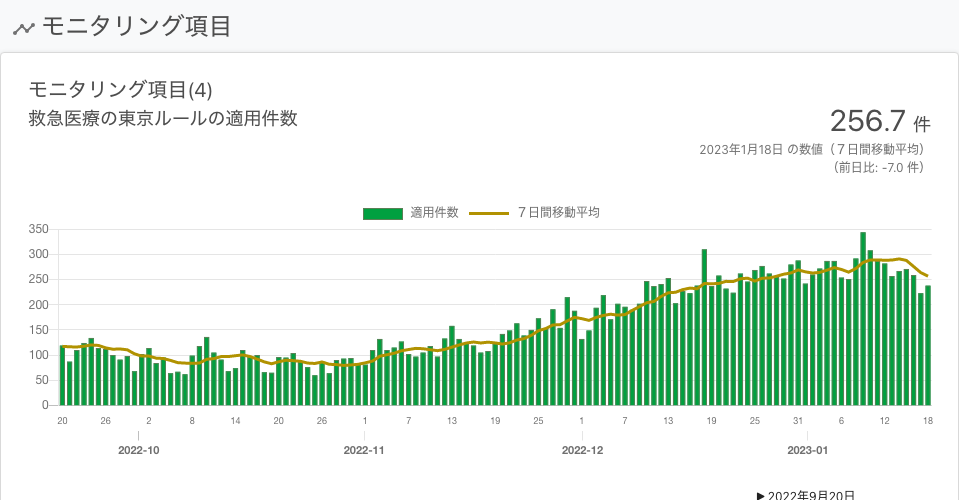 モニタリング項目
モニタリング項目(4)
救急医療の東京ルールの適用件数
256.7 件
2023年1月18日 の数値（７日間移動平均）
（前日比: -7.0 件）
適用件数 ７日間移動平均
350
300
250
200
150
100
50
0
20 26 2 8 14 20 26 1 7 13 19 25 1 7 13 19 25 31 6 12 18
2022-10 2022-11 2022-12 2023-01
▶ 2022年9月20日